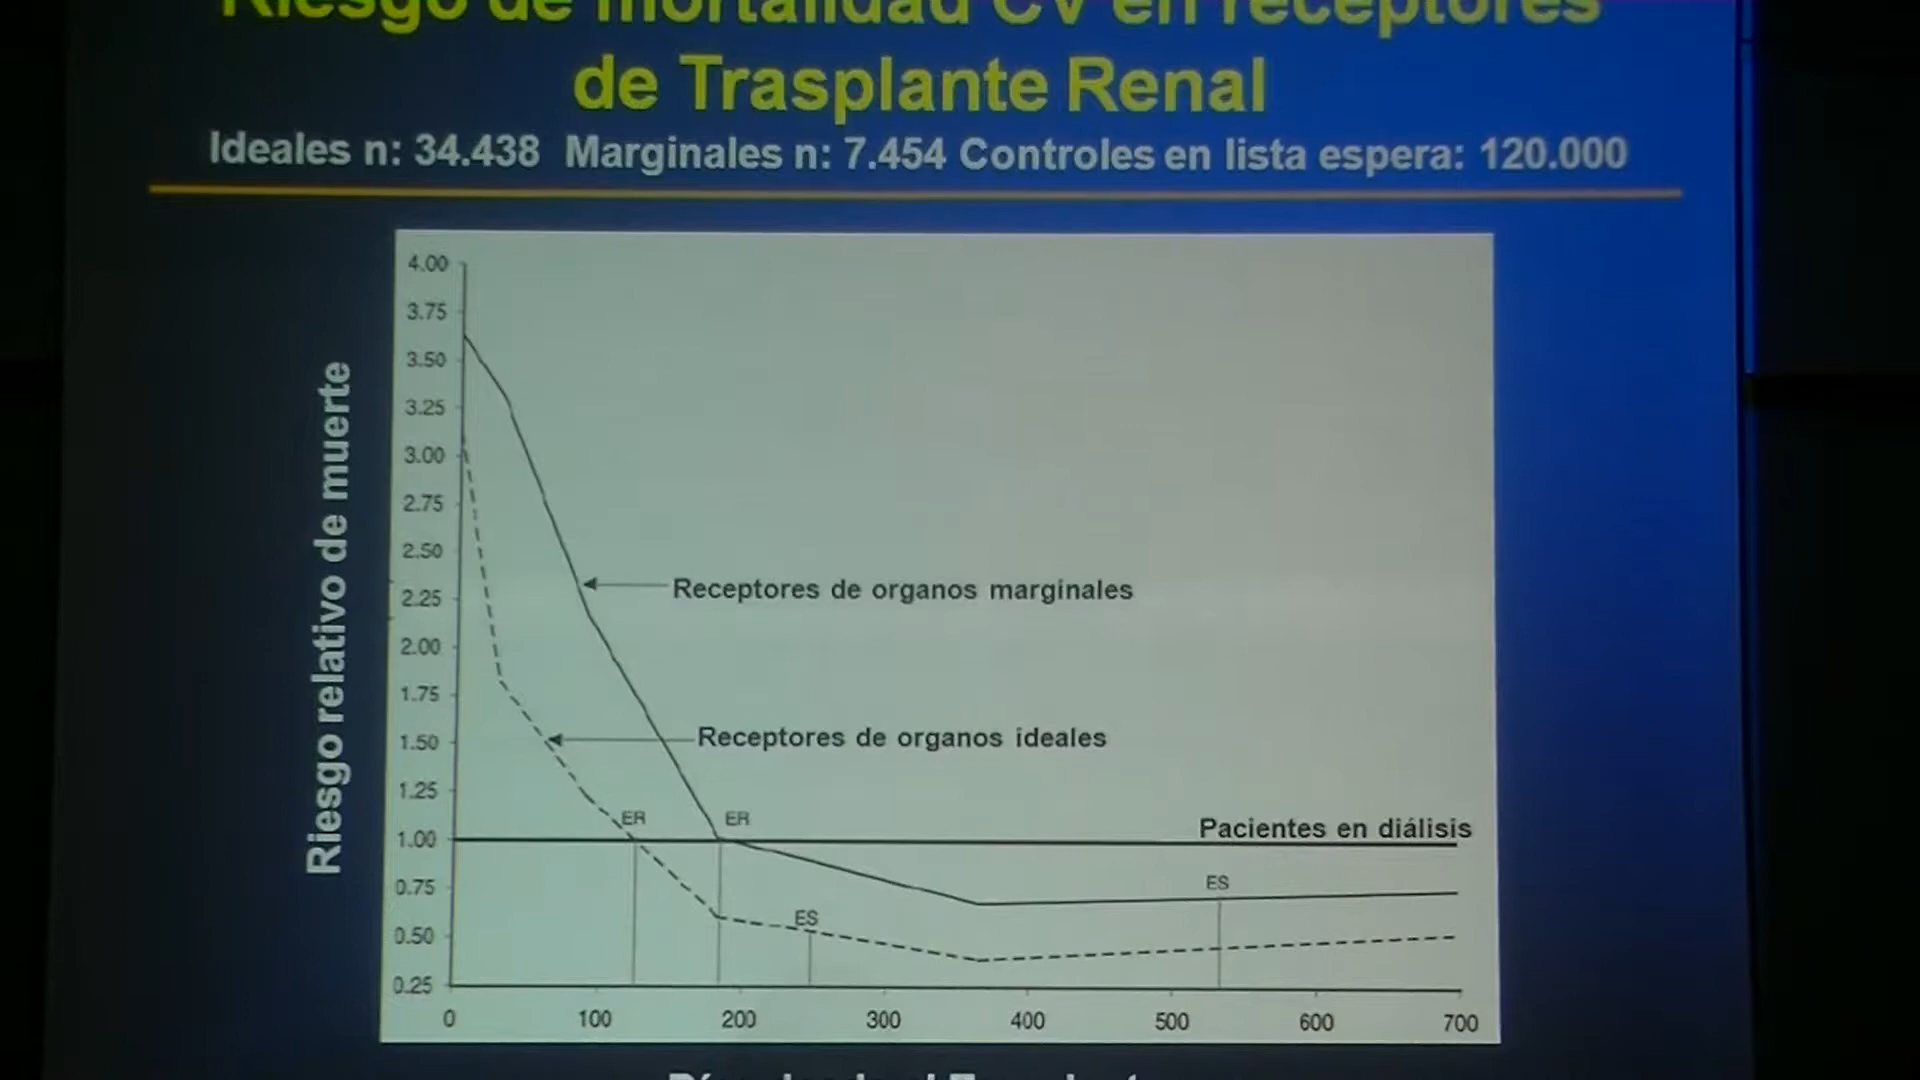 Riesgo de mortalidad CV en receptores
de Trasplante Renal
Ideales n: 34.438 Marginales n: 7.454 Controles en lista espera: 120.000
Riesgo relativo de muerte
4.00
3.75
3.50
3.25
3.00
2.75
2.50
2.25
2.00
1.75
1.50
1.25
1.00
0.75
0.50
0.25
Receptores de organos marginales
Receptores de organos ideales
ER
ER
Pacientes en diálisis
ES
ES
0 100 200 300 400 500 600 700